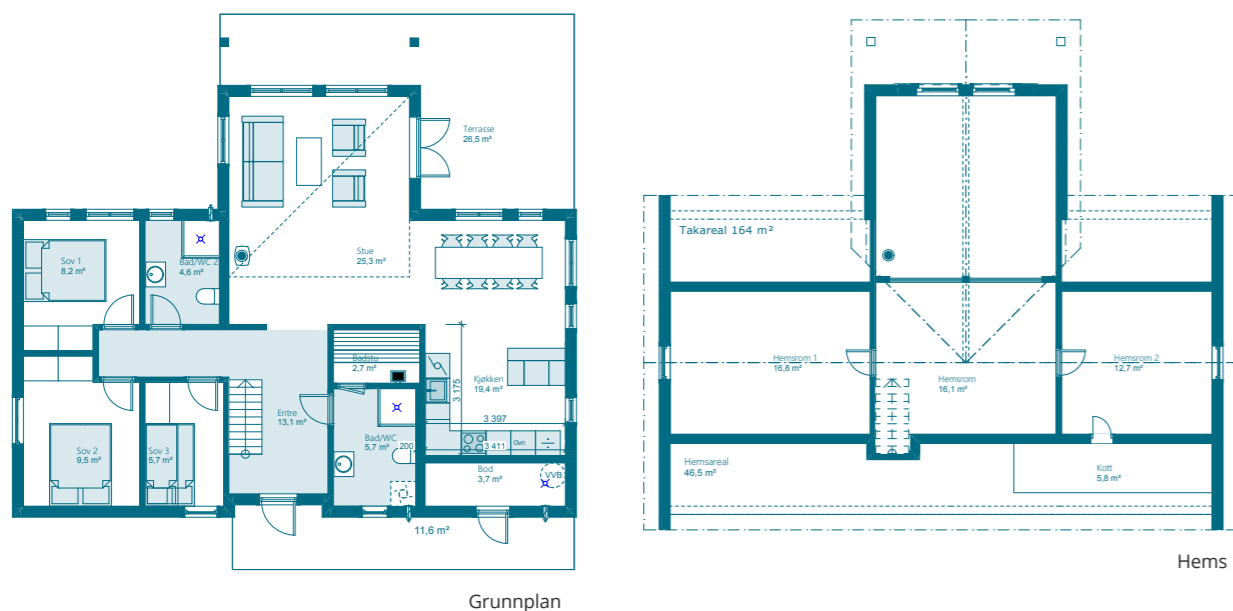 Terrasse
26,5 m²
Sov 1
8,2 m²
Bad/WC 2
4,6 m²
Stue
25,3 m²
Badstu
2,7 m²
Kjøkken
19,4 m²
3 175
3 397
3 411
Ovn
Entre
13,1 m²
Bad/WC
5,7 m²
200
Sov 2
9,5 m²
Sov 3
5,7 m²
Bod
3,7 m²
VVB
11,6 m²
Grunnplan
Takareal 164 m²
Hemsrom 1
16,8 m²
Hemsrom
16,1 m²
Hemsrom 2
12,7 m²
Hemsareal
46,5 m²
Kott
5,8 m²
Hems